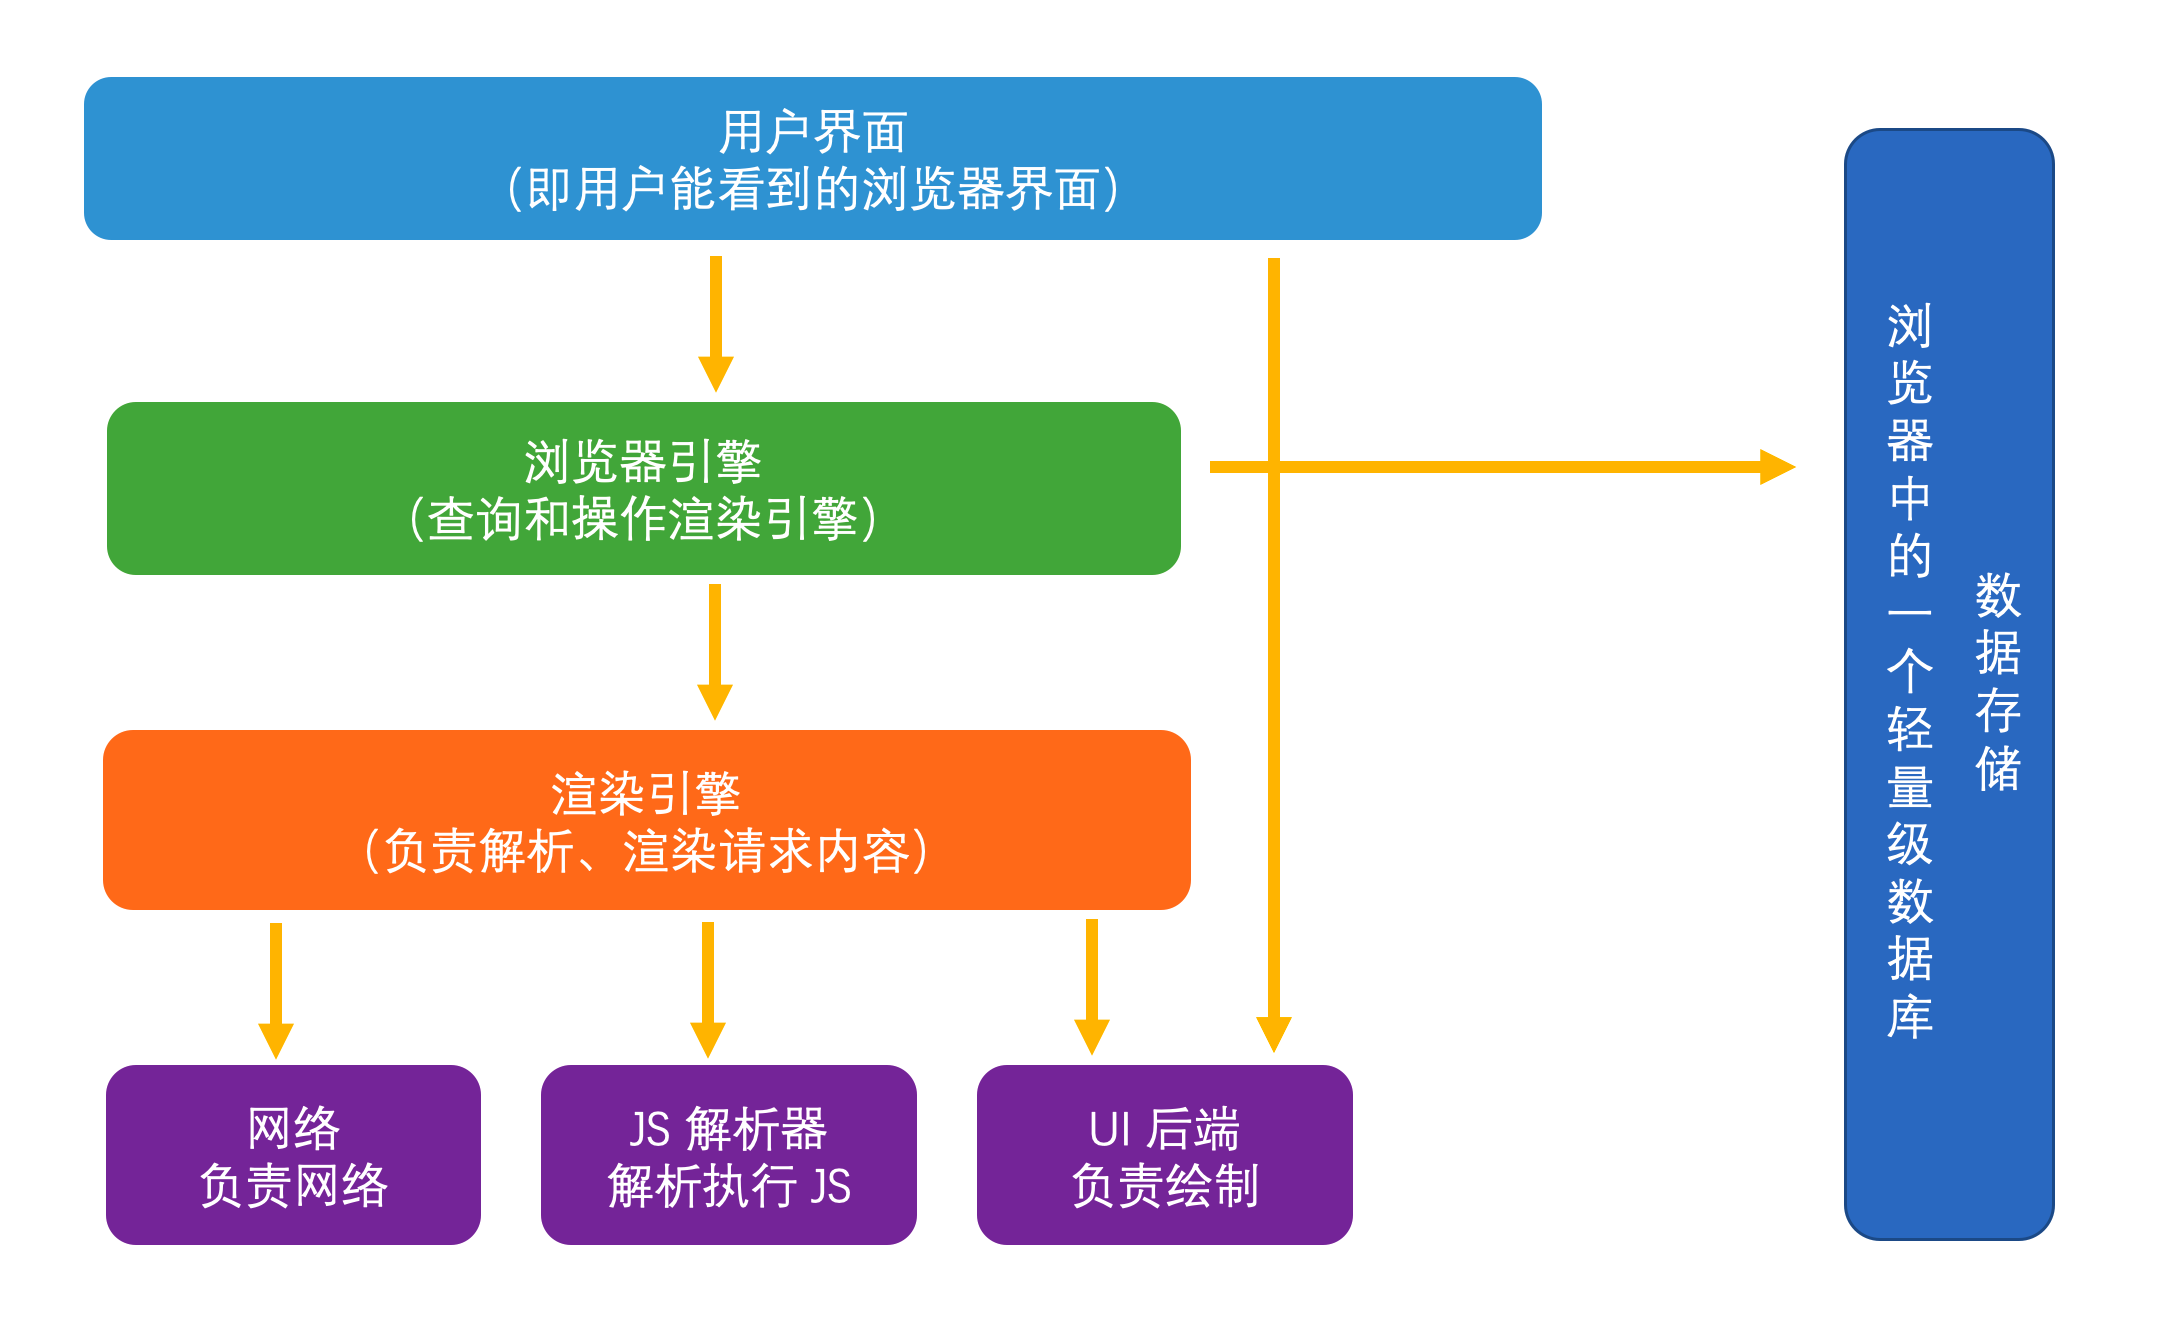 用户界面
（即用户能看到的浏览器界面）
浏览器引擎
（查询和操作渲染引擎）
渲染引擎
（负责解析、渲染请求内容）
网络
负责网络
JS 解析器
解析执行 JS
UI 后端
负责绘制
数据存储
浏览器中的一个轻量级数据库